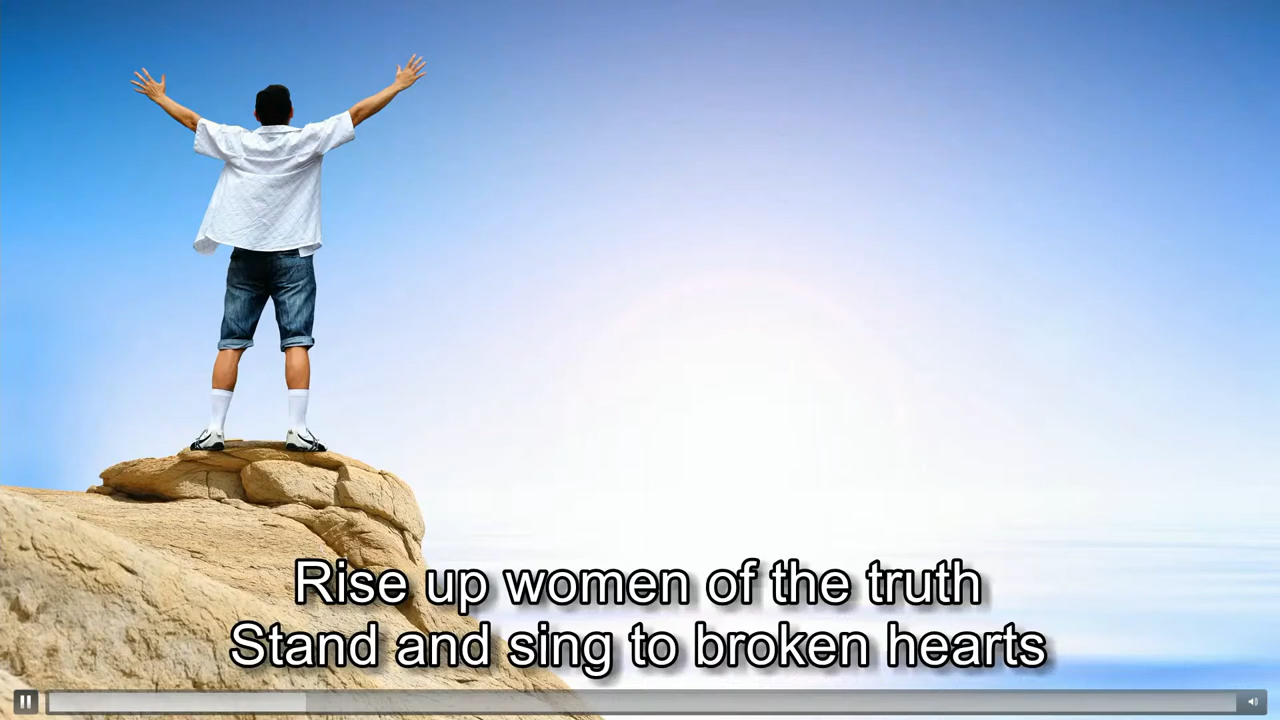 Rise up women of the truth
Stand and sing to broken hearts